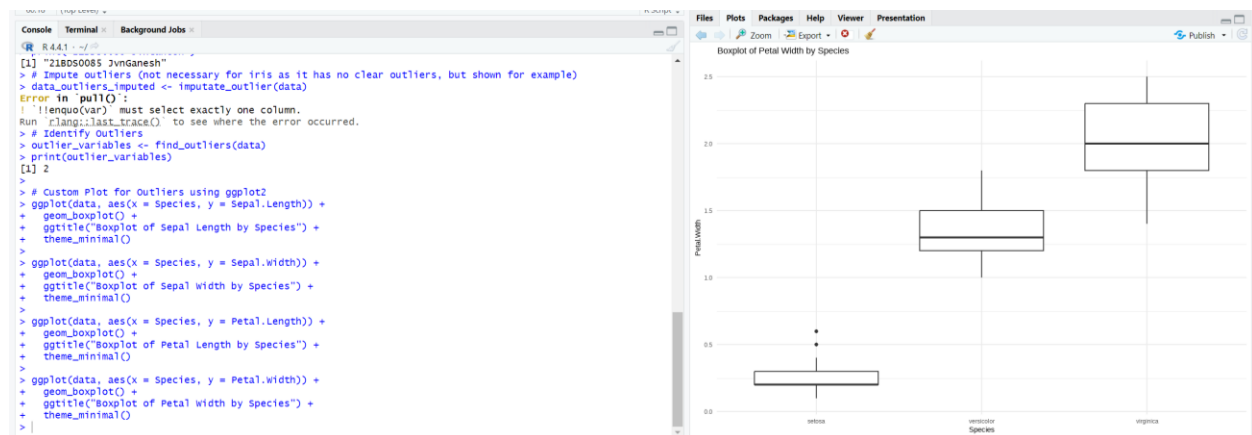 (Top Level)
R Script
Console Terminal × Background Jobs ×
R 4.4.1 · ~/
[1] "21BDS0085 JvnGanesh"
> # Impute outliers (not necessary for iris as it has no clear outliers, but shown for example)
> data_outliers_imputed <- imputate_outlier(data)
Error in `pull()`:
! `!!enquo(var)` must select exactly one column.
Run `rlang::last_trace()` to see where the error occurred.
> # Identify Outliers
> outlier_variables <- find_outliers(data)
> print(outlier_variables)
[1] 2
>
> # Custom Plot for Outliers using ggplot2
> ggplot(data, aes(x = Species, y = Sepal.Length)) +
+ geom_boxplot() +
+ ggtitle("Boxplot of Sepal Length by Species") +
+ theme_minimal()
>
> ggplot(data, aes(x = Species, y = Sepal.Width)) +
+ geom_boxplot() +
+ ggtitle("Boxplot of Sepal Width by Species") +
+ theme_minimal()
>
> ggplot(data, aes(x = Species, y = Petal.Length)) +
+ geom_boxplot() +
+ ggtitle("Boxplot of Petal Length by Species") +
+ theme_minimal()
>
> ggplot(data, aes(x = Species, y = Petal.Width)) +
+ geom_boxplot() +
+ ggtitle("Boxplot of Petal Width by Species") +
+ theme_minimal()
>
Files Plots Packages Help Viewer Presentation
Zoom Export Publish
Boxplot of Petal Width by Species
2.5
2.0
1.5
Petal.Width
1.0
0.5
0.0
setosa versicolor virginica
Species